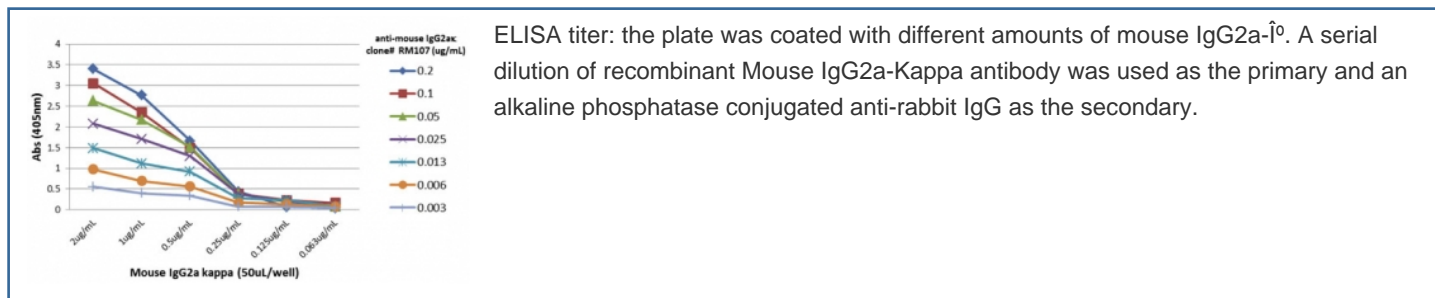 anti-mouse IgG2aκ
clone# RM107 (ug/mL)
4
3.5
3
2.5
2
1.5
1
0.5
0
Abs (405nm)
0.2
0.1
0.05
0.025
0.013
0.006
0.003
2ug/mL
1ug/mL
0.5ug/mL
0.25ug/mL
0.125ug/mL
0.063ug/mL
Mouse IgG2a kappa (50uL/well)
ELISA titer: the plate was coated with different amounts of mouse IgG2a-Îº. A serial
dilution of recombinant Mouse IgG2a-Kappa antibody was used as the primary and an
alkaline phosphatase conjugated anti-rabbit IgG as the secondary.